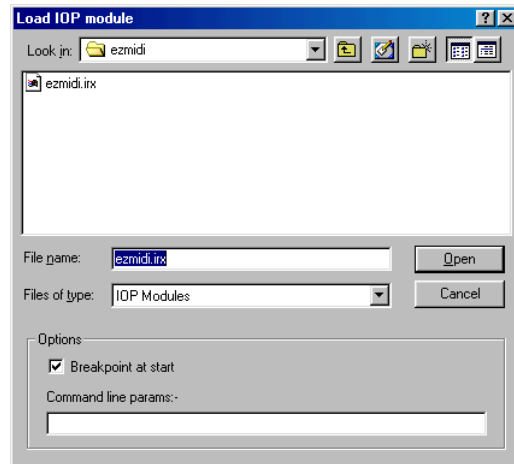 Load IOP module
Look in: ezmidi
ezmidi.irx
File name: ezmidi.irx Open
Files of type: IOP Modules Cancel
Options
Breakpoint at start
Command line params:-